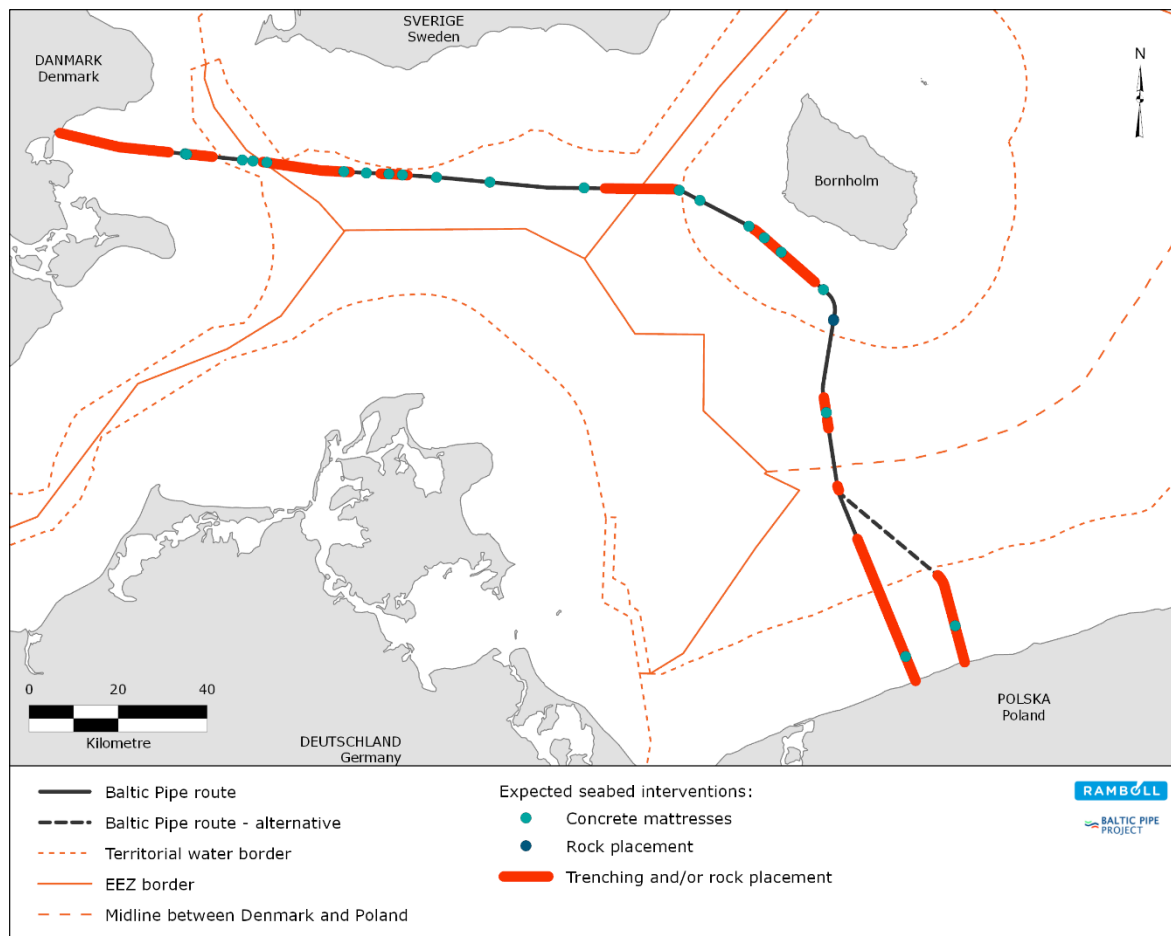 SVERIGE
Sweden
DANMARK
Denmark
N
Bornholm
0 20 40
Kilometre
DEUTSCHLAND
Germany
POLSKA
Poland
Baltic Pipe route
Baltic Pipe route - alternative
Territorial water border
EEZ border
Midline between Denmark and Poland
Expected seabed interventions:
Concrete mattresses
Rock placement
Trenching and/or rock placement
RAMBOLL
BALTIC PIPE
PROJECT